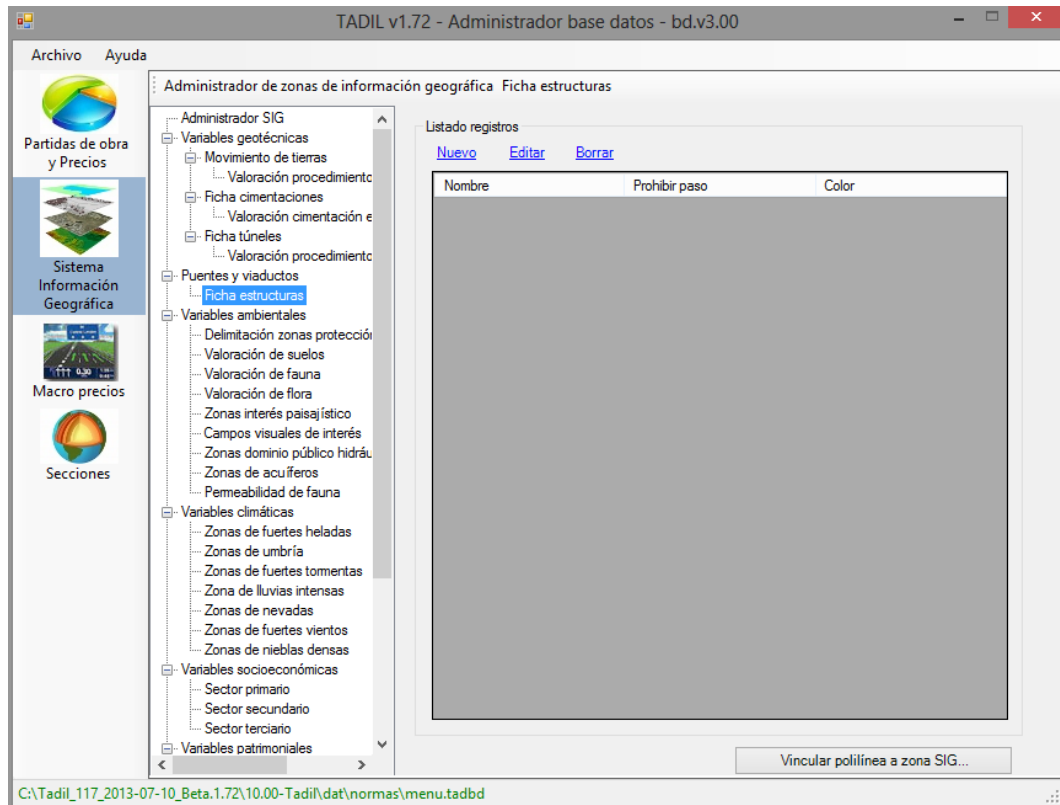 TADIL v1.72 - Administrador base datos - bd.v3.00
Archivo Ayuda
Partidas de obra
y Precios
Sistema
Información
Geográfica
Macro precios
Secciones
Administrador de zonas de información geográfica Ficha estructuras
Administrador SIG
Variables geotécnicas
Movimiento de tierras
Valoración procedimiento
Ficha cimentaciones
Valoración cimentación e
Ficha túneles
Valoración procedimiento
Puentes y viaductos
Ficha estructuras
Variables ambientales
Delimitación zonas protección
Valoración de suelos
Valoración de fauna
Valoración de flora
Zonas interés paisajístico
Campos visuales de interés
Zonas dominio público hidráu
Zonas de acuíferos
Permeabilidad de fauna
Variables climáticas
Zonas de fuertes heladas
Zonas de umbría
Zonas de fuertes tormentas
Zona de lluvias intensas
Zonas de nevadas
Zonas de fuertes vientos
Zonas de nieblas densas
Variables socioeconómicas
Sector primario
Sector secundario
Sector terciario
Variables patrimoniales
Listado registros
Nuevo Editar Borrar
Nombre Prohibir paso Color
Vincular polilínea a zona SIG...
C:\Tadil_117_2013-07-10_Beta.1.72\10.00-Tadil\dat\normas\menu.tadbd